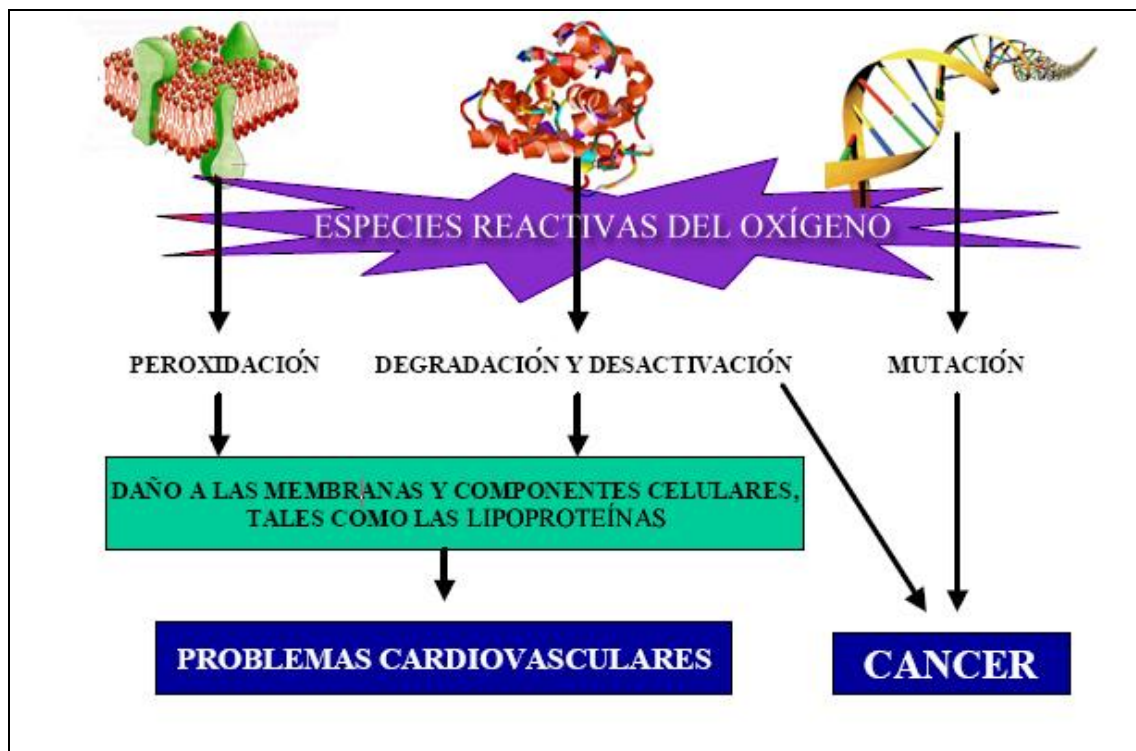 ESPECIES REACTIVAS DEL OXÍGENO
PEROXIDACIÓN
DEGRADACIÓN Y DESACTIVACIÓN
MUTACIÓN
DAÑO A LAS MEMBRANAS Y COMPONENTES CELULARES,
TALES COMO LAS LIPOPROTEÍNAS
PROBLEMAS CARDIOVASCULARES
CANCER